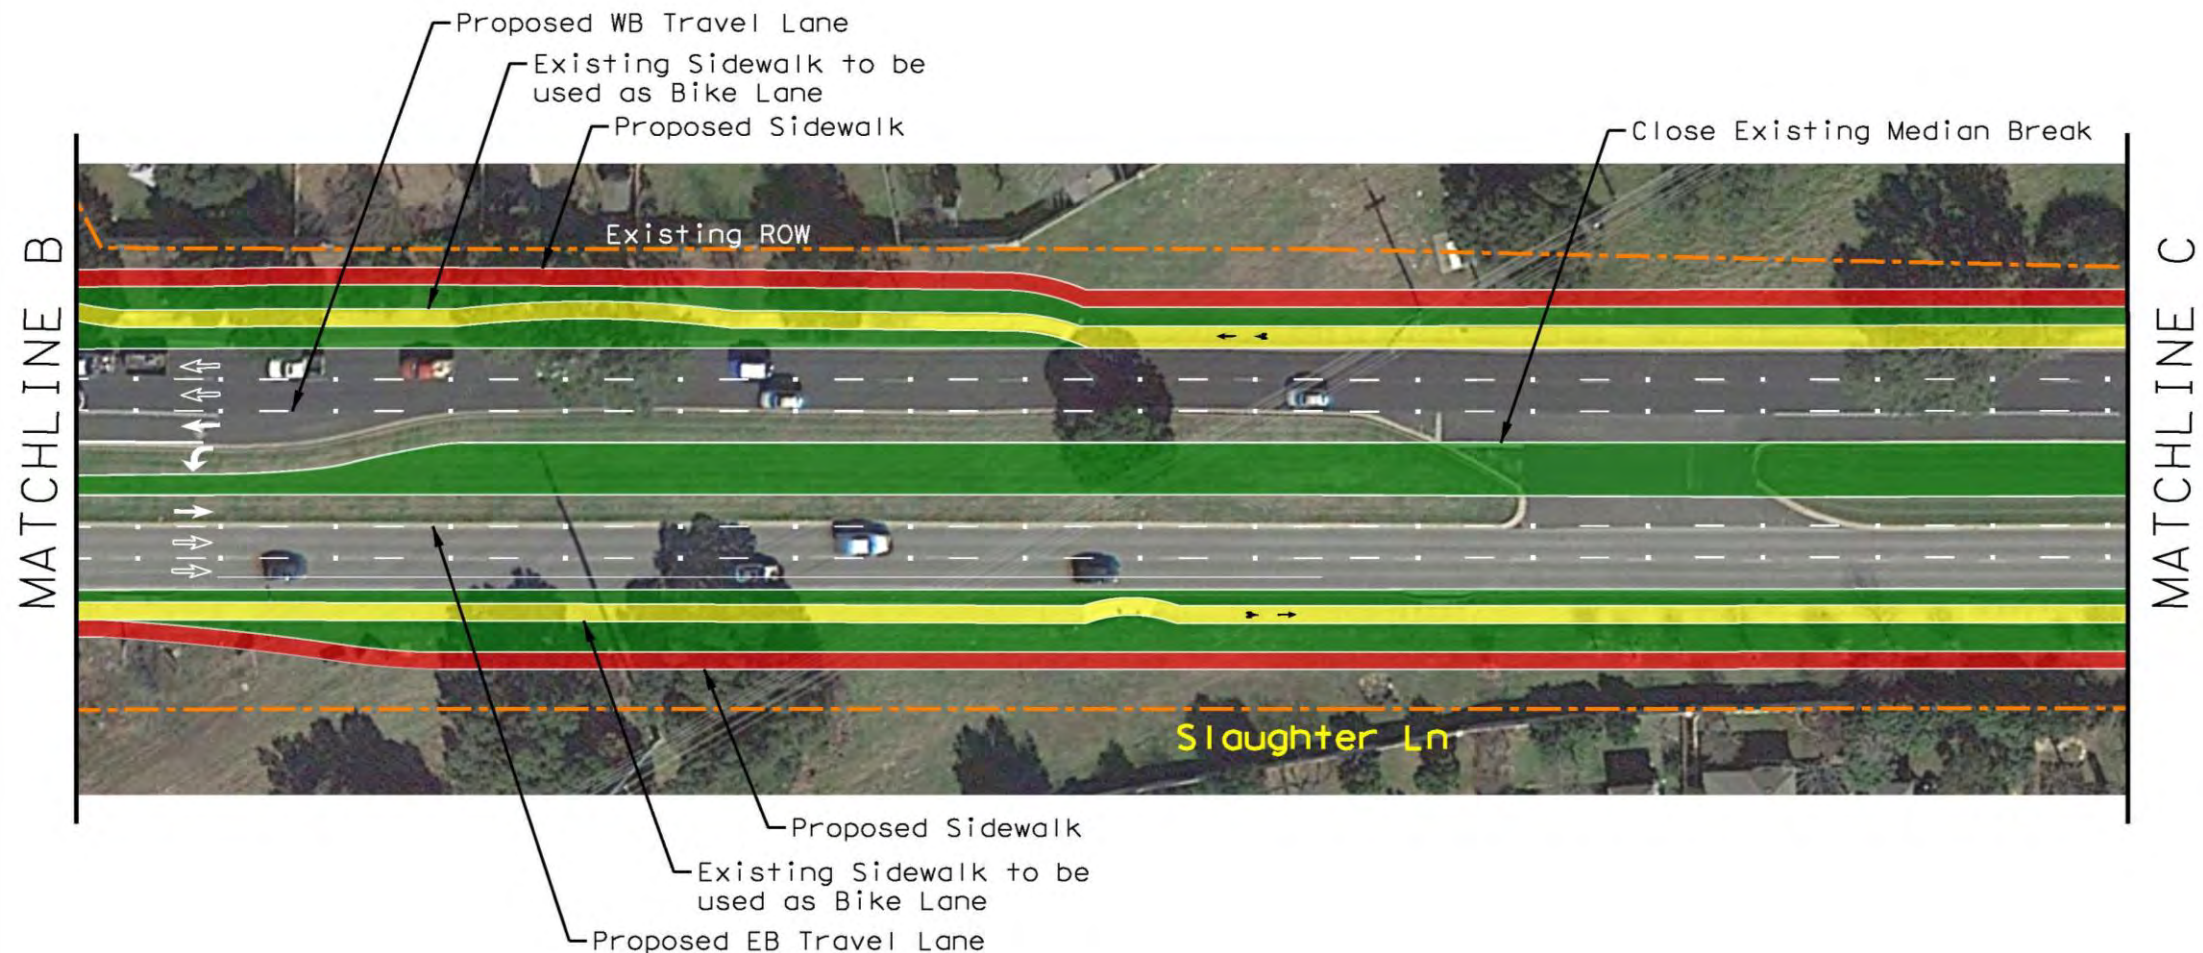 Proposed WB Travel Lane
Existing Sidewalk to be
used as Bike Lane
Proposed Sidewalk
Close Existing Median Break
Existing ROW
MATCHLINE B
MATCHLINE C
Slaughter Ln
Proposed Sidewalk
Existing Sidewalk to be
used as Bike Lane
Proposed EB Travel Lane